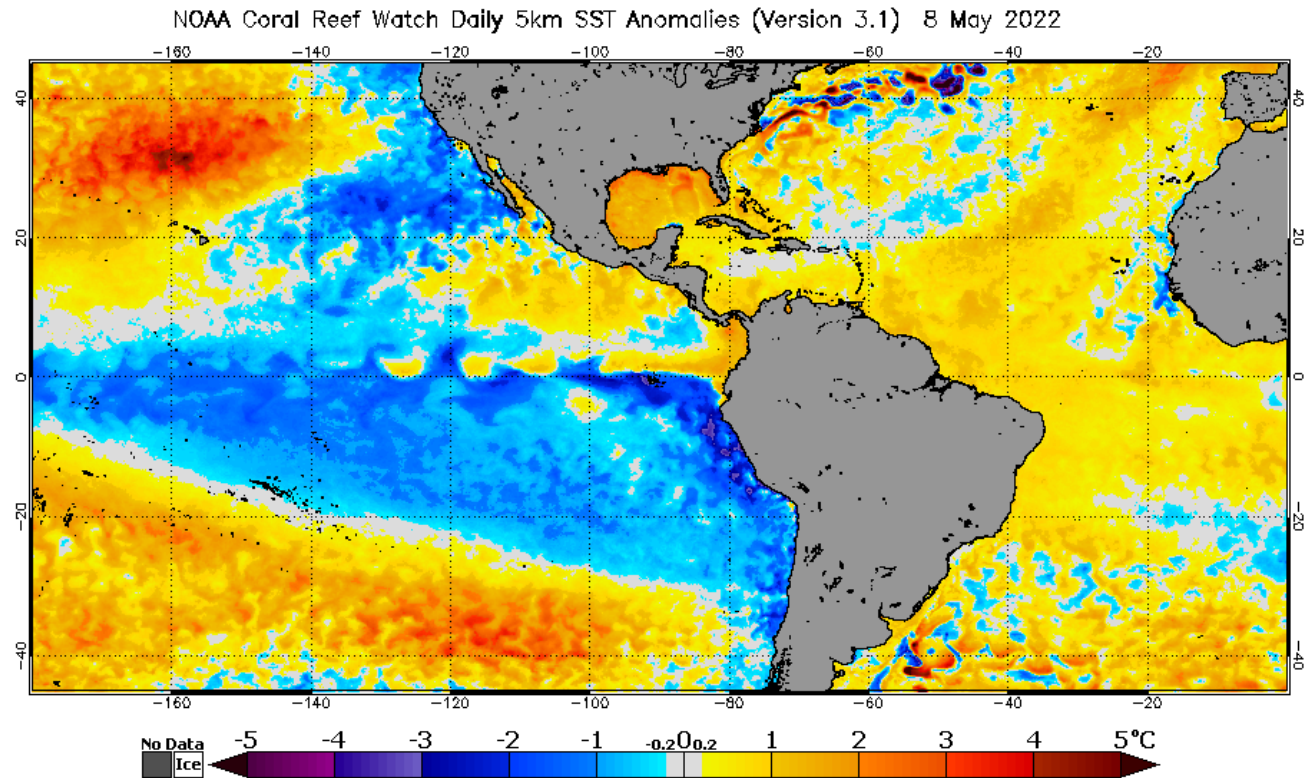 NOAA Coral Reef Watch Daily 5km SST Anomalies (Version 3.1) 8 May 2022
-160 -140 -120 -100 -80 -60 -40 -20
40 40
20 20
0 0
-20 -20
-40 -40
-160 -140 -120 -100 -80 -60 -40 -20
No Data
Ice
-5 -4 -3 -2 -1 -0.2 0 0.2 1 2 3 4 5°C